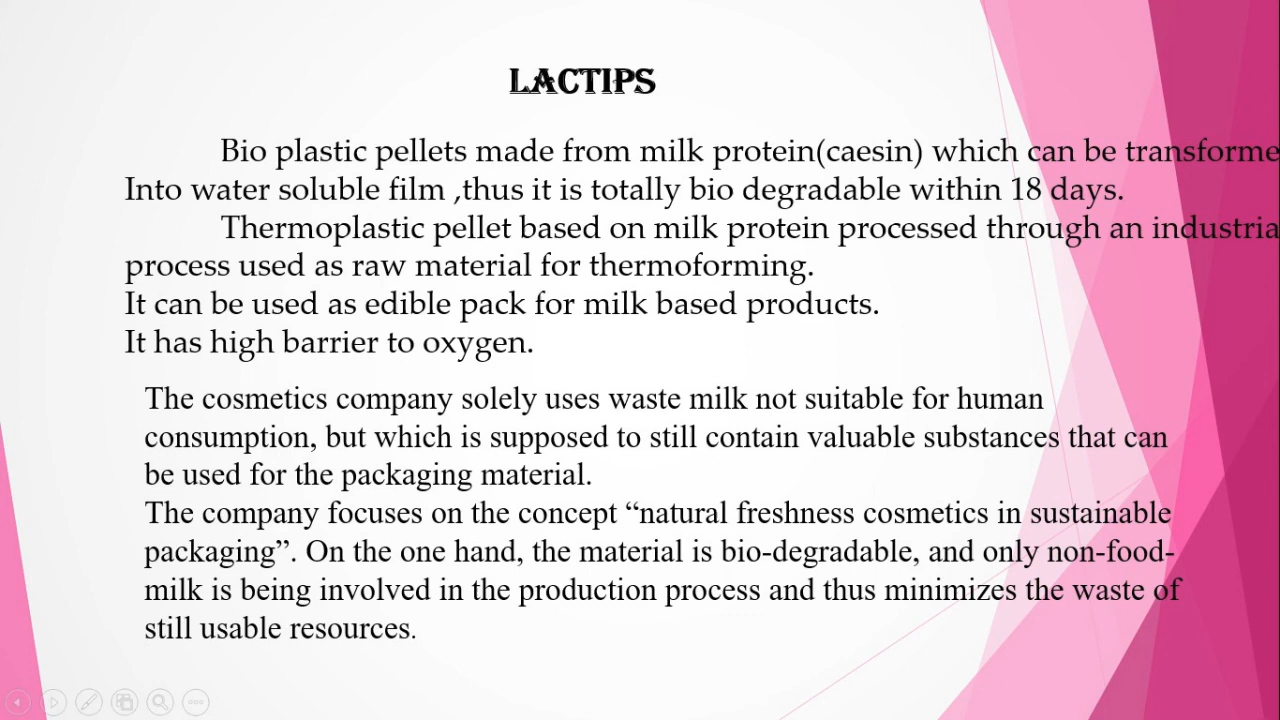 LACTIPS
Bio plastic pellets made from milk protein(caesin) which can be transforme
Into water soluble film ,thus it is totally bio degradable within 18 days.
Thermoplastic pellet based on milk protein processed through an industria
process used as raw material for thermoforming.
It can be used as edible pack for milk based products.
It has high barrier to oxygen.
The cosmetics company solely uses waste milk not suitable for human
consumption, but which is supposed to still contain valuable substances that can
be used for the packaging material.
The company focuses on the concept “natural freshness cosmetics in sustainable
packaging”. On the one hand, the material is bio-degradable, and only non-food-
milk is being involved in the production process and thus minimizes the waste of
still usable resources.